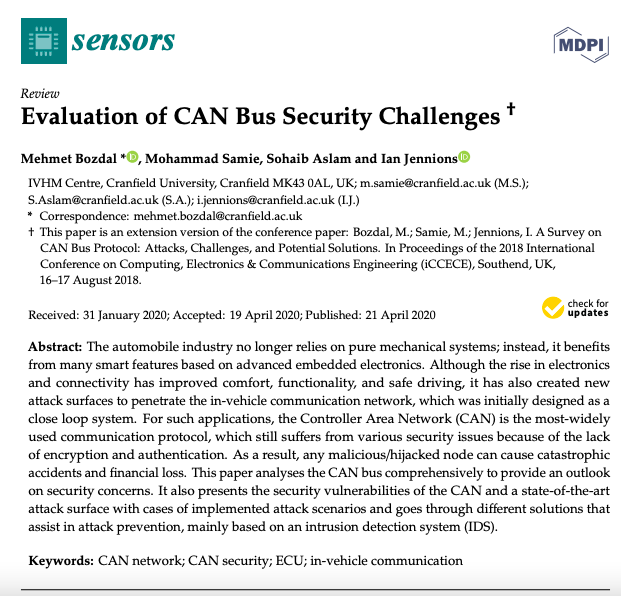 sensors
MDPI
Review
Evaluation of CAN Bus Security Challenges †
Mehmet Bozdal * iD, Mohammad Samie, Sohaib Aslam and Ian Jennions iD
IVHM Centre, Cranfield University, Cranfield MK43 0AL, UK; m.samie@cranfield.ac.uk (M.S.);
S.Aslam@cranfield.ac.uk (S.A.); i.jennions@cranfield.ac.uk (I.J.)
* Correspondence: mehmet.bozdal@cranfield.ac.uk
† This paper is an extension version of the conference paper: Bozdal, M.; Samie, M.; Jennions, I. A Survey on
CAN Bus Protocol: Attacks, Challenges, and Potential Solutions. In Proceedings of the 2018 International
Conference on Computing, Electronics & Communications Engineering (iCCECE), Southend, UK,
16–17 August 2018.
check for
updates
Received: 31 January 2020; Accepted: 19 April 2020; Published: 21 April 2020
Abstract: The automobile industry no longer relies on pure mechanical systems; instead, it benefits
from many smart features based on advanced embedded electronics. Although the rise in electronics
and connectivity has improved comfort, functionality, and safe driving, it has also created new
attack surfaces to penetrate the in-vehicle communication network, which was initially designed as a
close loop system. For such applications, the Controller Area Network (CAN) is the most-widely
used communication protocol, which still suffers from various security issues because of the lack
of encryption and authentication. As a result, any malicious/hijacked node can cause catastrophic
accidents and financial loss. This paper analyses the CAN bus comprehensively to provide an outlook
on security concerns. It also presents the security vulnerabilities of the CAN and a state-of-the-art
attack surface with cases of implemented attack scenarios and goes through different solutions that
assist in attack prevention, mainly based on an intrusion detection system (IDS).
Keywords: CAN network; CAN security; ECU; in-vehicle communication